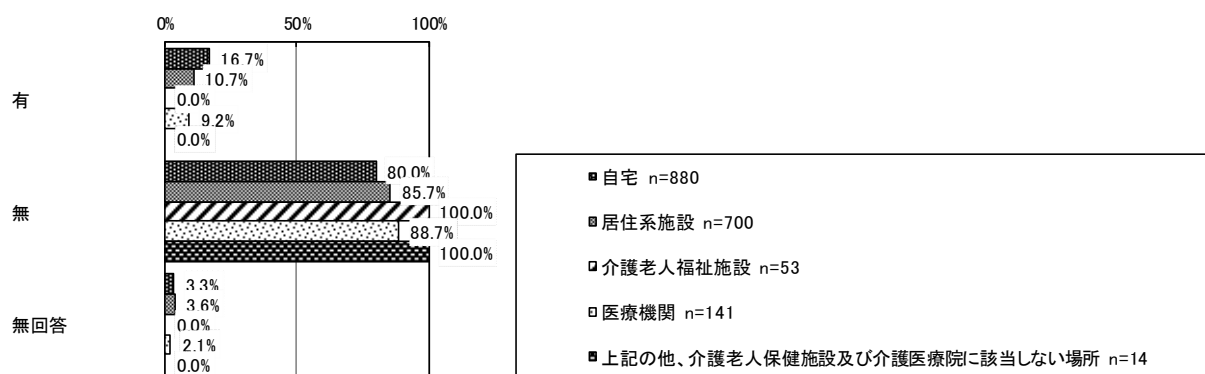 0% 50% 100%
有
16.7%
10.7%
0.0%
9.2%
0.0%
無
80.0%
85.7%
100.0%
88.7%
100.0%
無回答
3.3%
3.6%
0.0%
2.1%
0.0%
自宅 n=880
居住系施設 n=700
介護老人福祉施設 n=53
医療機関 n=141
上記の他、介護老人保健施設及び介護医療院に該当しない場所 n=14